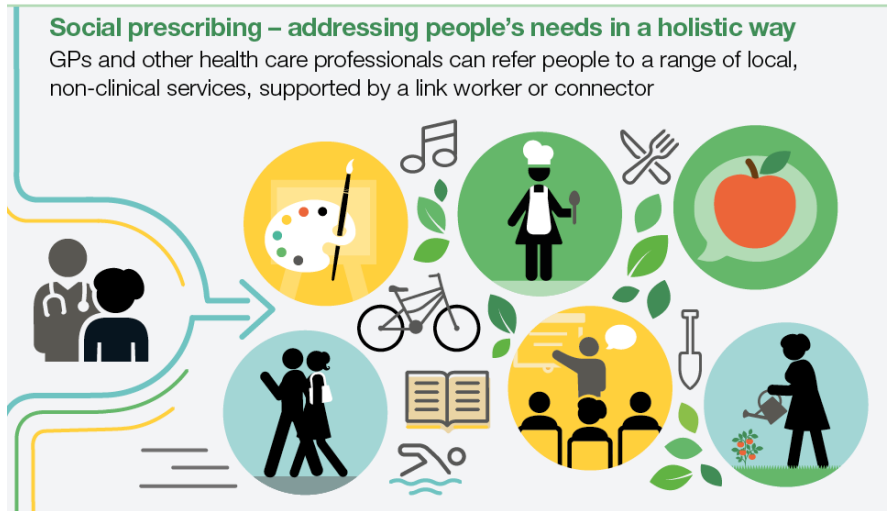 Social prescribing – addressing people’s needs in a holistic way
GPs and other health care professionals can refer people to a range of local,
non-clinical services, supported by a link worker or connector